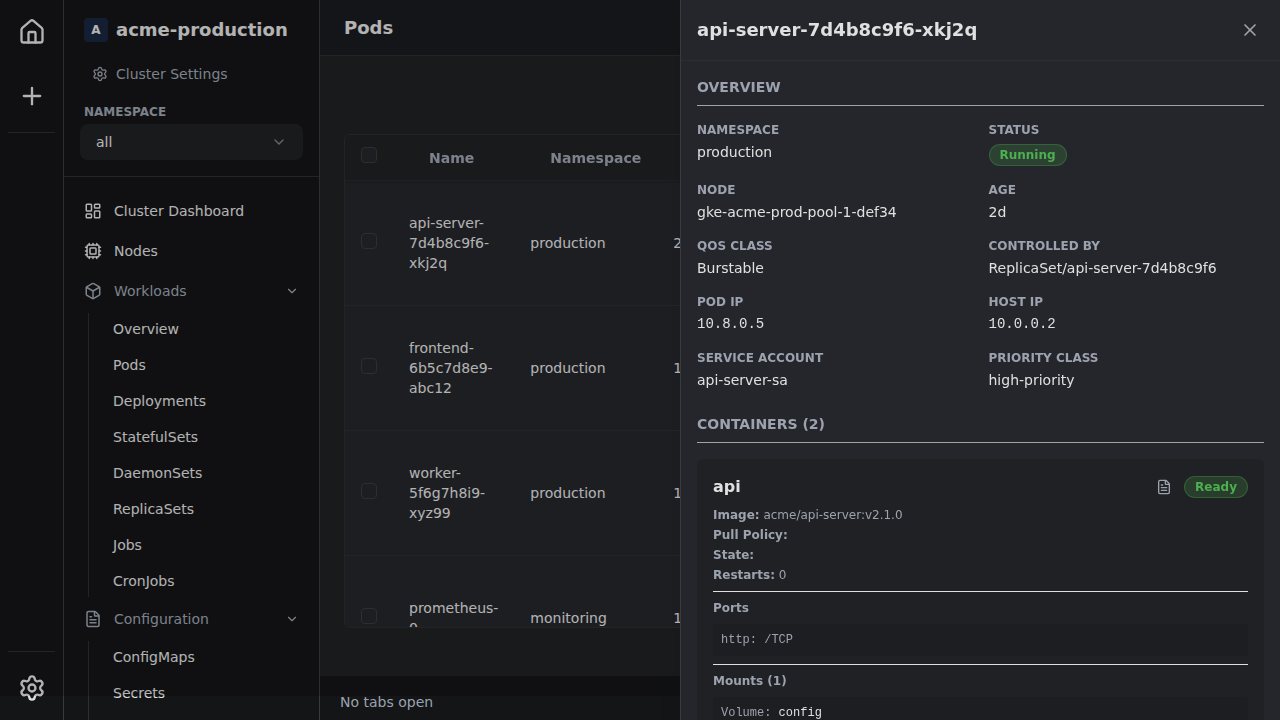 A acme-production
Cluster Settings
NAMESPACE
all
Cluster Dashboard
Nodes
Workloads
Overview
Pods
Deployments
StatefulSets
DaemonSets
ReplicaSets
Jobs
CronJobs
Configuration
ConfigMaps
Secrets
Pods
Name Namespace
api-server-
7d4b8c9f6-
xkj2q
production 2
frontend-
6b5c7d8e9-
abc12
production 1
worker-
5f6g7h8i9-
xyz99
production 1
prometheus-
0
monitoring 1
No tabs open
api-server-7d4b8c9f6-xkj2q
OVERVIEW
NAMESPACE STATUS
production Running
NODE AGE
gke-acme-prod-pool-1-def34 2d
QOS CLASS CONTROLLED BY
Burstable ReplicaSet/api-server-7d4b8c9f6
POD IP HOST IP
10.8.0.5 10.0.0.2
SERVICE ACCOUNT PRIORITY CLASS
api-server-sa high-priority
CONTAINERS (2)
api Ready
Image: acme/api-server:v2.1.0
Pull Policy:
State:
Restarts: 0
Ports
http: /TCP
Mounts (1)
Volume: config